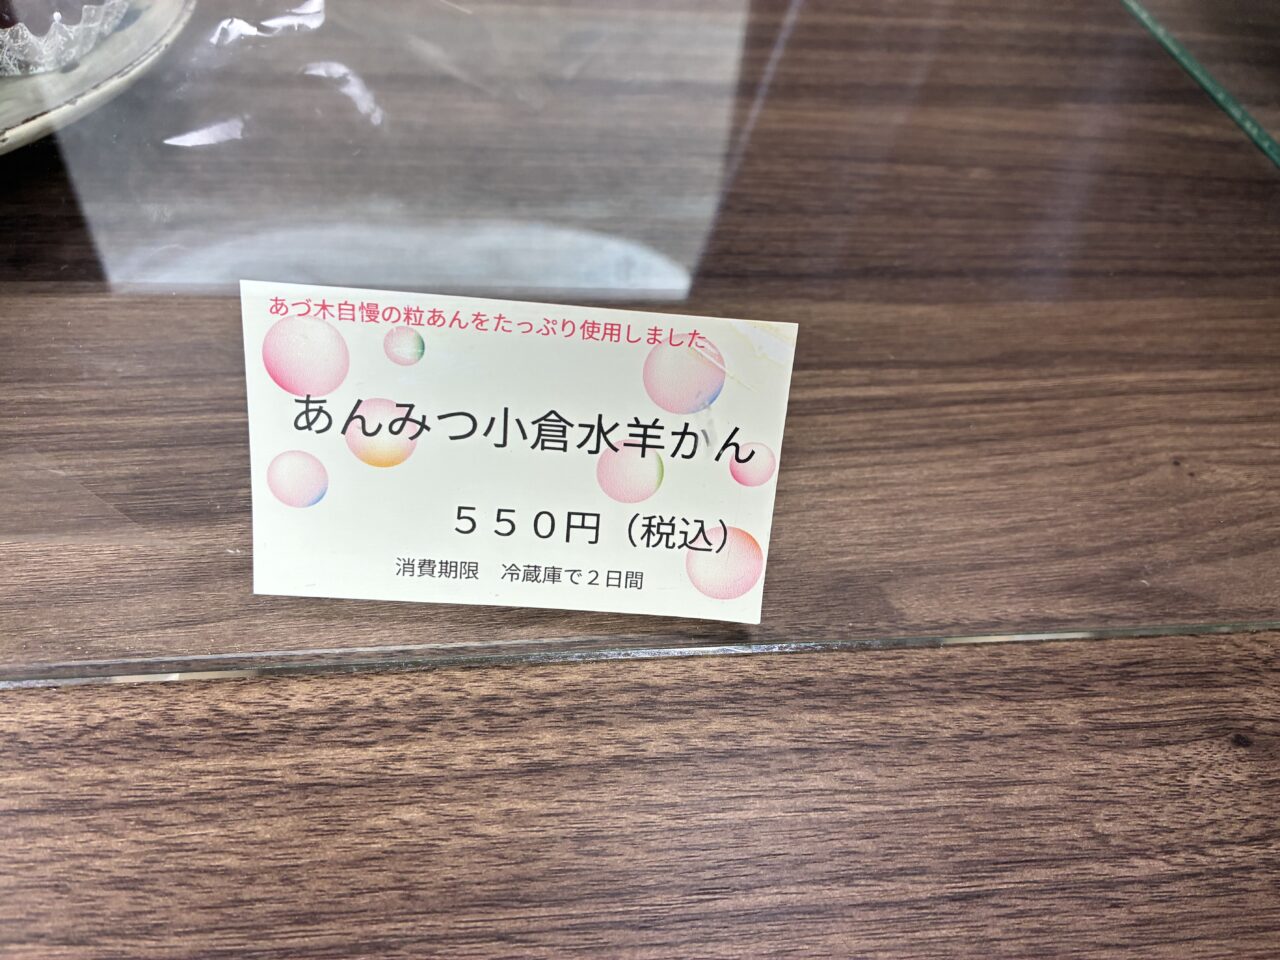 あづ木自慢の粒あんをたっぷり使用しました
あんみつ小倉水羊かん
５５０円（税込）
消費期限　冷蔵庫で２日間